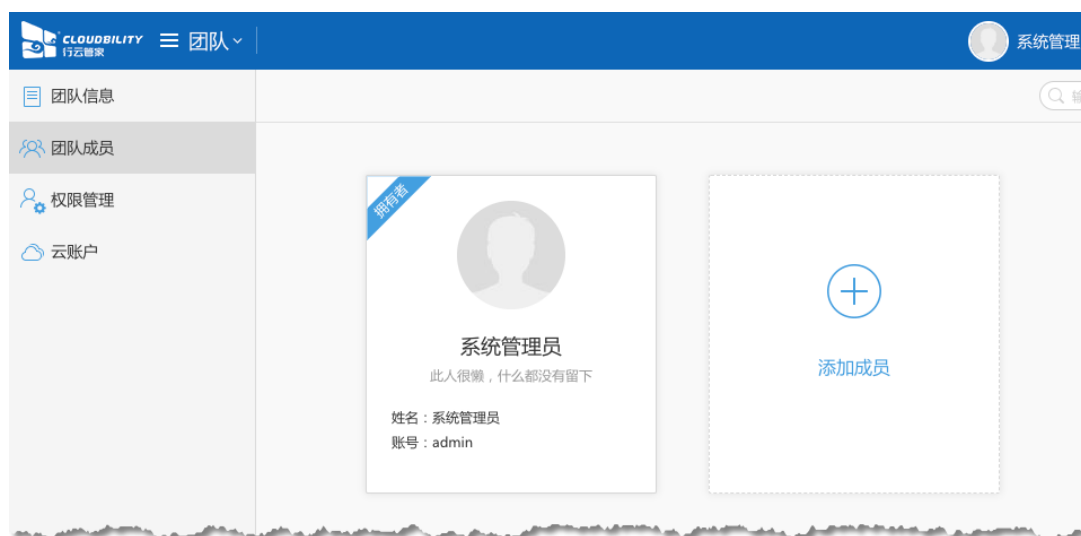 CLOUDBILITY
行云管家
团队
系统管理
团队信息
输
团队成员
权限管理
云账户
拥有者
系统管理员
此人很懒，什么都没有留下
姓名：系统管理员
账号：admin
添加成员